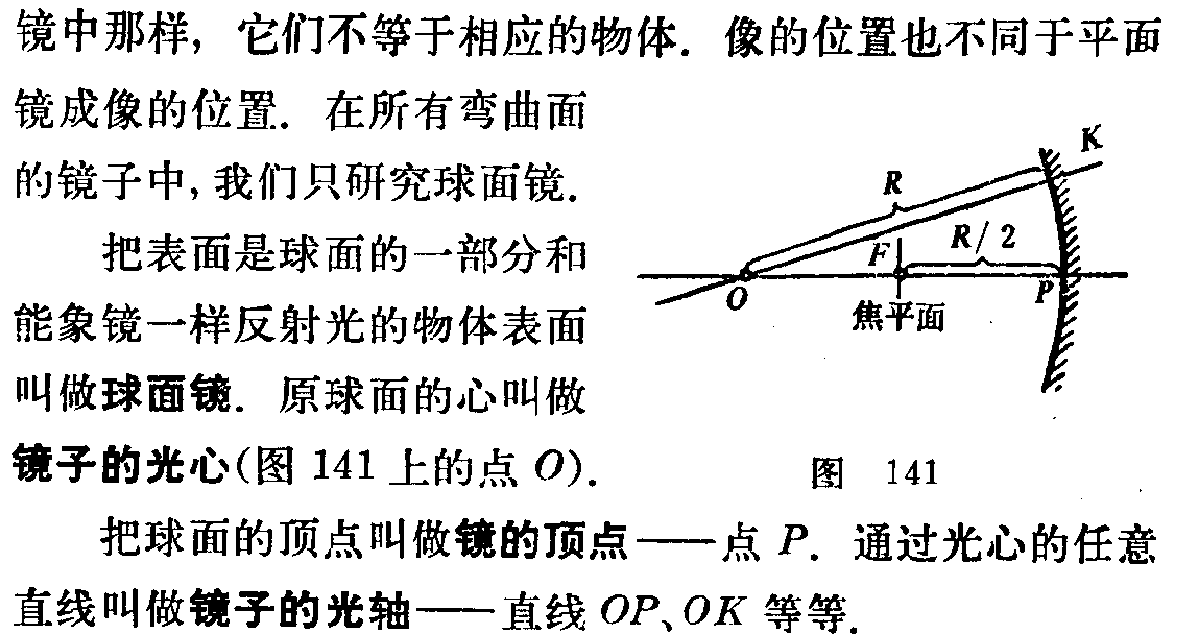 镜中那样，它们不等于相应的物体．像的位置也不同于平面
镜成像的位置．在所有弯曲面
的镜子中，我们只研究球面镜．
把表面是球面的一部分和
能象镜一样反射光的物体表面
叫做球面镜．原球面的心叫做
镜子的光心(图 141 上的点 O)．
K
R
R/2
F
O
P
焦平面
图 141
把球面的顶点叫做镜的顶点——点 P．通过光心的任意
直线叫做镜子的光轴——直线 OP、OK 等等．